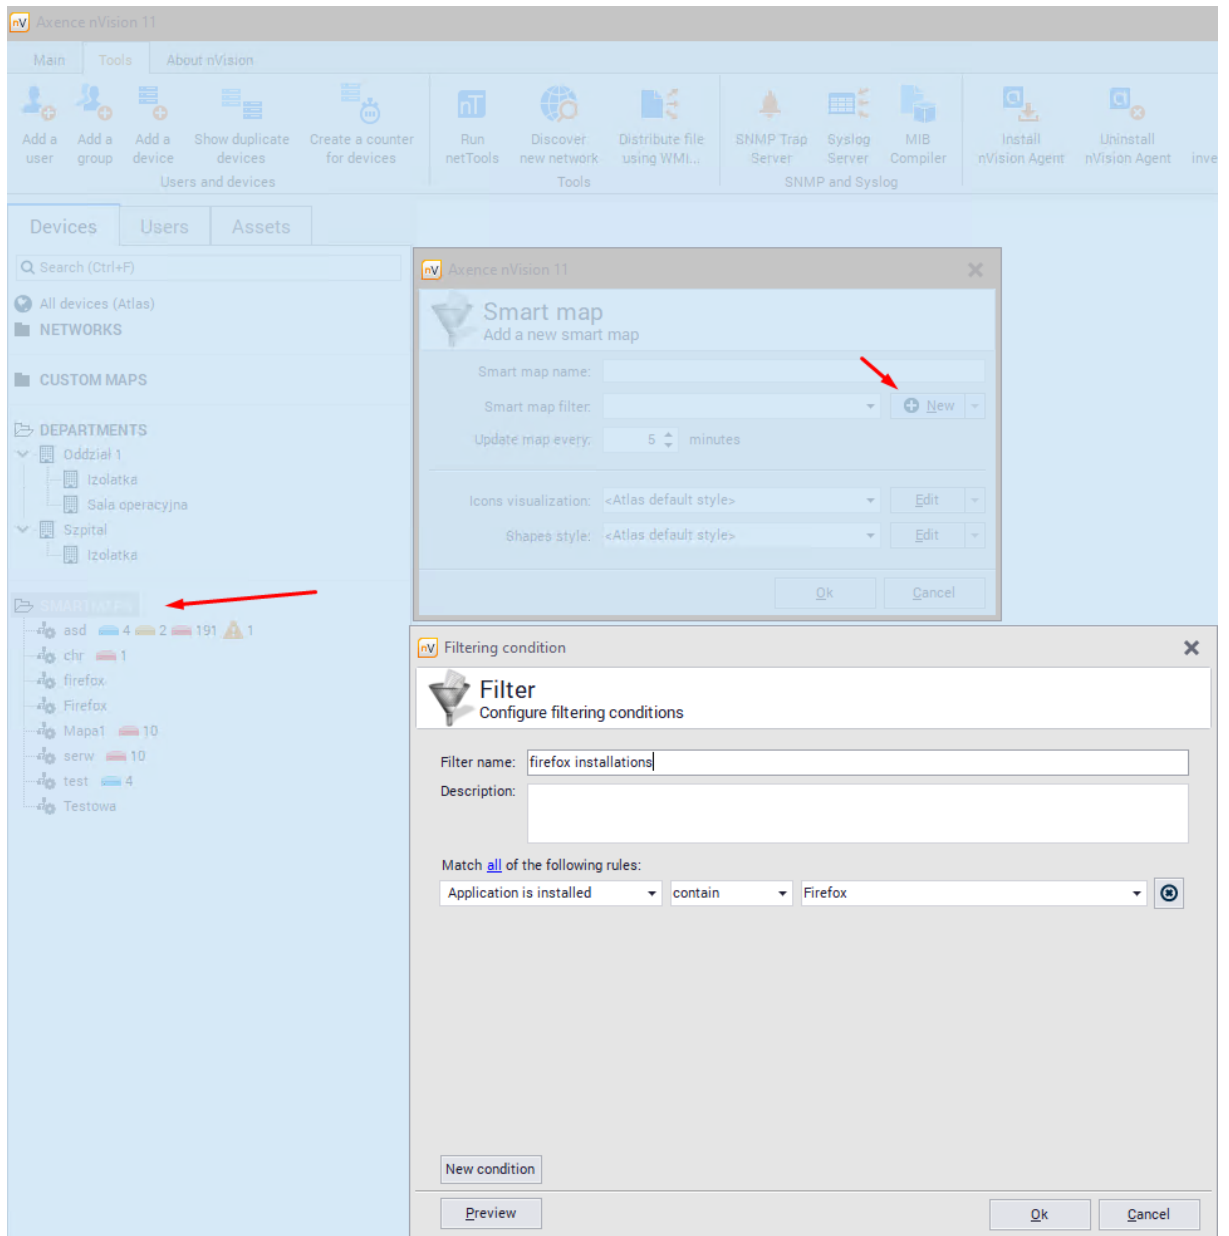 nV Axence nVision 11
Main Tools About nVision
Add a user
Add a group
Add a device
Show duplicate devices
Create a counter for devices
Users and devices
nT
Run netTools
Discover new network
Distribute file using WMI...
Tools
SNMP Trap Server
Syslog Server
MIB Compiler
SNMP and Syslog
Install nVision Agent
Uninstall nVision Agent
inve
Devices Users Assets
Search (Ctrl+F)
All devices (Atlas)
NETWORKS
CUSTOM MAPS
DEPARTMENTS
Oddział 1
Izolatka
Sala operacyjna
Szpital
Izolatka
asd 4 2 191 1
chr 1
firefox
Firefox
Mapa1 10
serw 10
test 4
Testowa
nV Axence nVision 11
Smart map
Add a new smart map
Smart map name:
Smart map filter: New
Update map every: 5 minutes
Icons visualization: <Atlas default style> Edit
Shapes style: <Atlas default style> Edit
Ok Cancel
nV Filtering condition
Filter
Configure filtering conditions
Filter name: firefox installations
Description:
Match all of the following rules:
Application is installed contain Firefox
New condition
Preview Ok Cancel